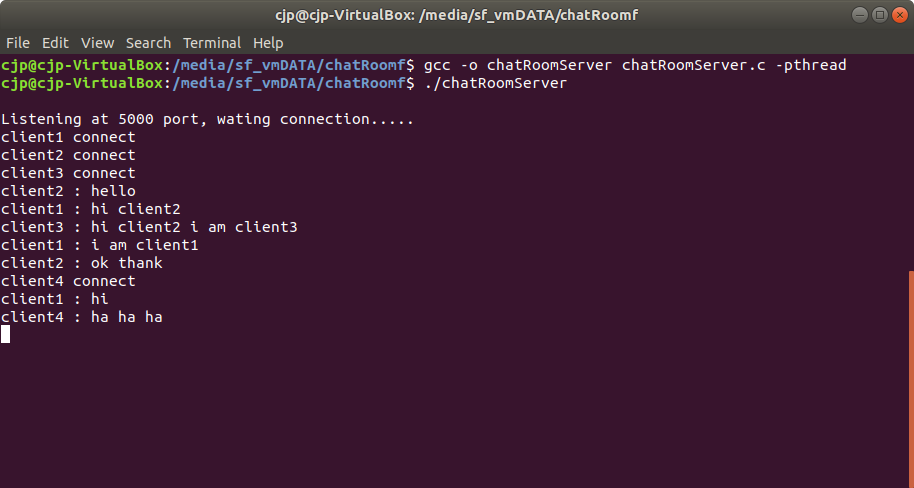 cjp@cjp-VirtualBox: /media/sf_vmDATA/chatRoomf
File Edit View Search Terminal Help
cjp@cjp-VirtualBox:/media/sf_vmDATA/chatRoomf$ gcc -o chatRoomServer chatRoomServer.c -pthread
cjp@cjp-VirtualBox:/media/sf_vmDATA/chatRoomf$ ./chatRoomServer
Listening at 5000 port, wating connection.....
client1 connect
client2 connect
client3 connect
client2 : hello
client1 : hi client2
client3 : hi client2 i am client3
client1 : i am client1
client2 : ok thank
client4 connect
client1 : hi
client4 : ha ha ha